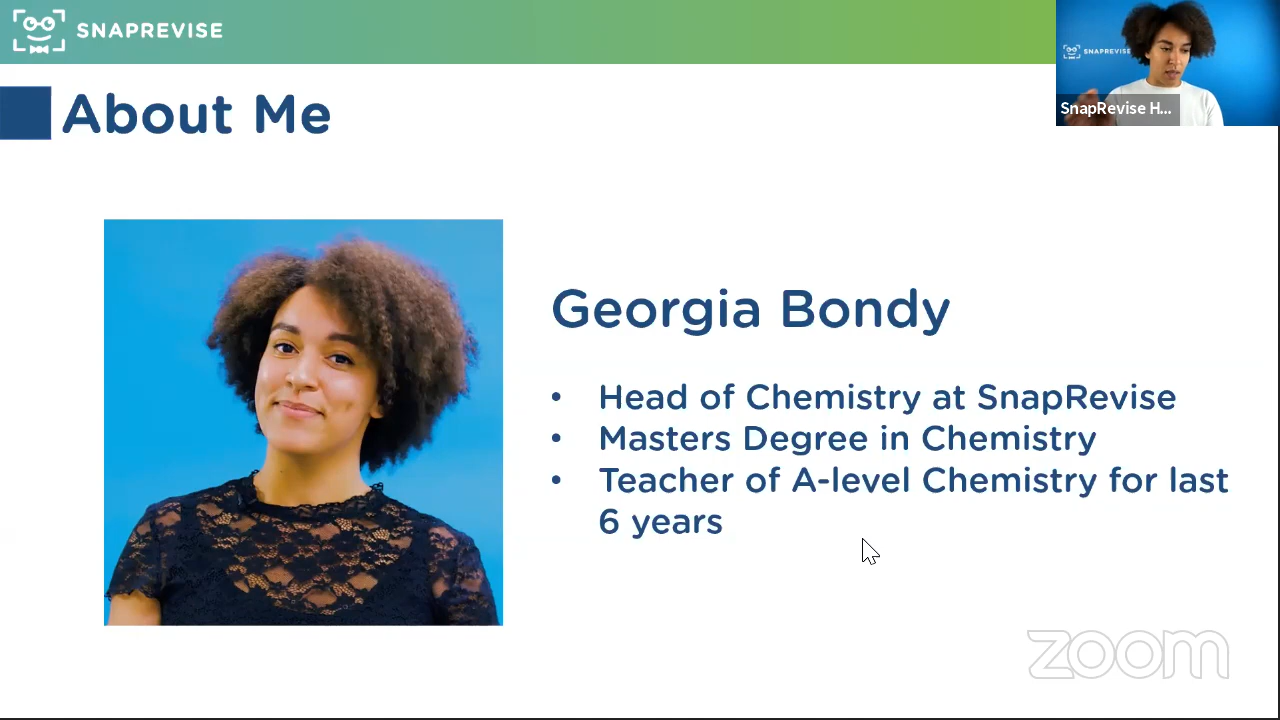 SNAPREVISE
SNAPREVISE
SnapRevise H...
About Me
Georgia Bondy
• Head of Chemistry at SnapRevise
• Masters Degree in Chemistry
• Teacher of A-level Chemistry for last
6 years
zoom